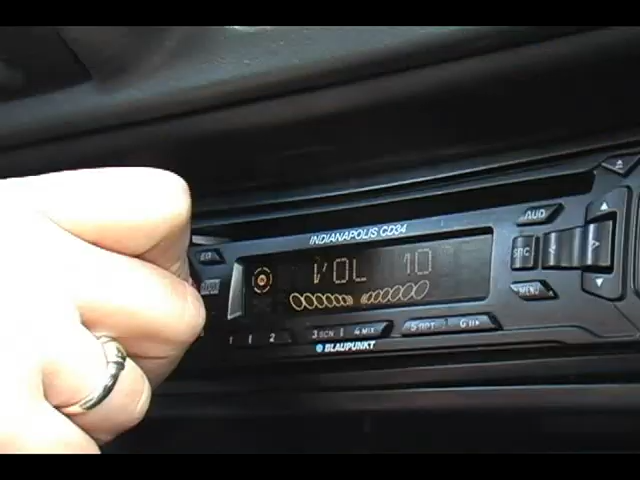 INDIANAPOLIS CD34
AUD
SRC
VOL 10
MENU
1 2 3 SCN 4 MIX 5 RPT 6
BLAUPUNKT